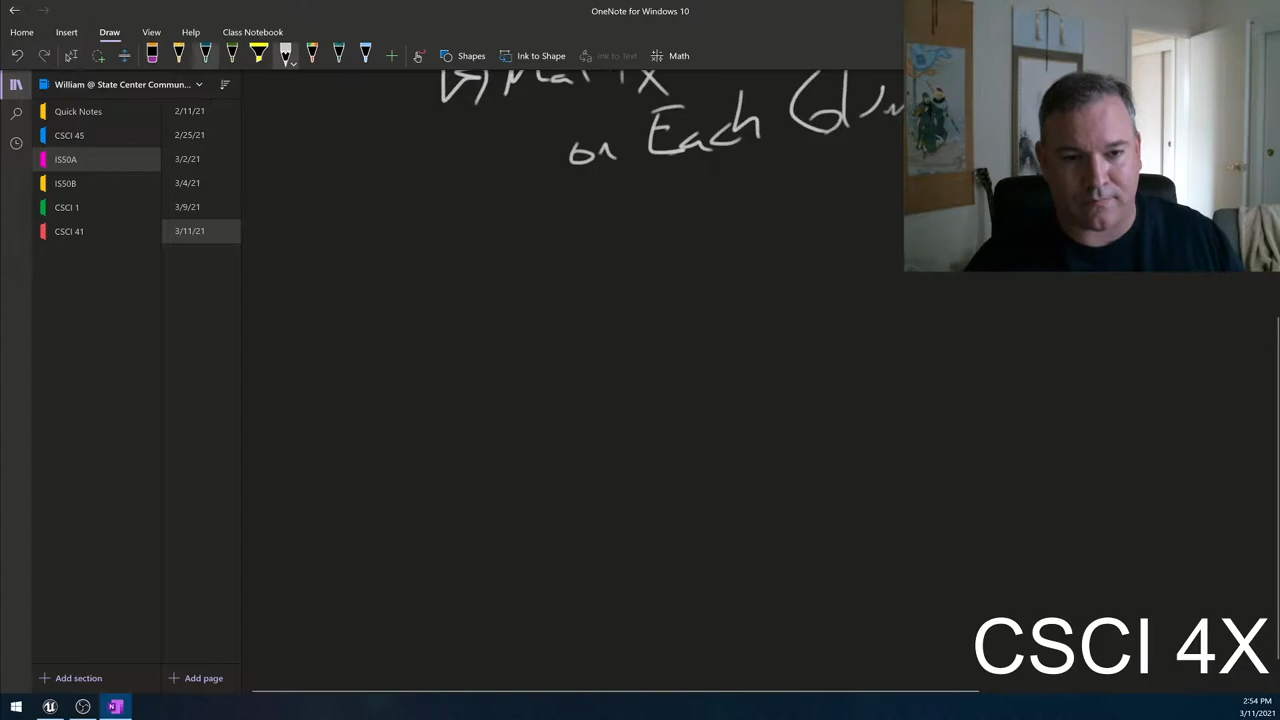 OneNote for Windows 10
Home Insert Draw View Help Class Notebook
Shapes Ink to Shape Ink to Text Math
William @ State Center Commun...
Quick Notes
CSCI 45
IS50A
IS50B
CSCI 1
CSCI 41
2/11/21
2/25/21
3/2/21
3/4/21
3/9/21
3/11/21
on Each
Add section
Add page
CSCI 4X
2:54 PM
3/11/2021